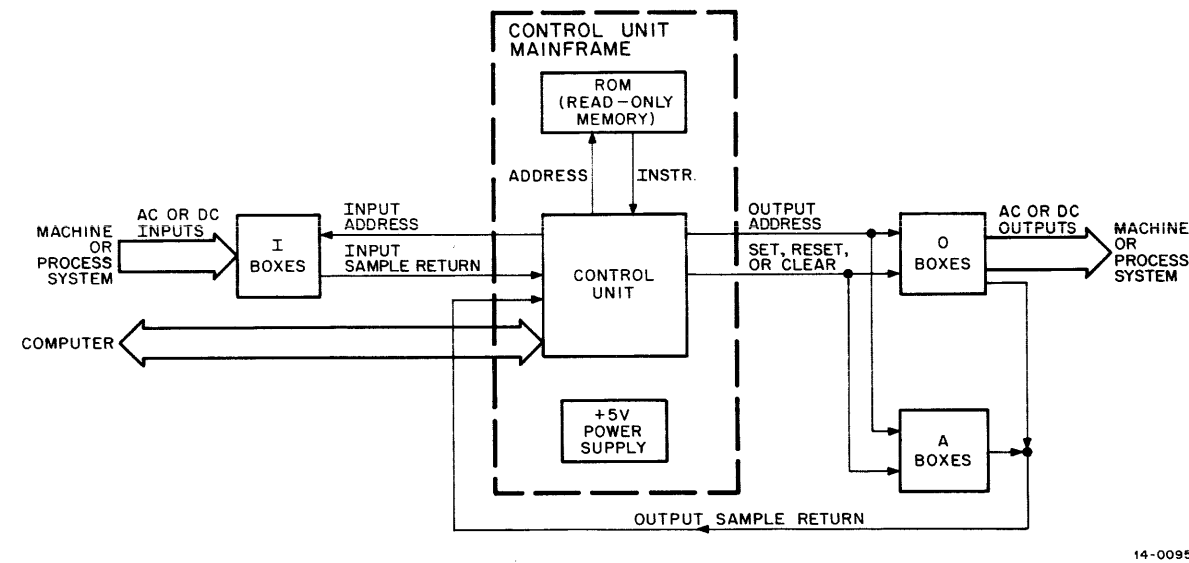 CONTROL UNIT
MAINFRAME
ROM
(READ-ONLY
MEMORY)
ADDRESS
INSTR.
MACHINE
OR
PROCESS
SYSTEM
AC OR DC
INPUTS
I
BOXES
INPUT
ADDRESS
INPUT
SAMPLE RETURN
CONTROL
UNIT
OUTPUT
ADDRESS
SET, RESET,
OR CLEAR
O
BOXES
AC OR DC
OUTPUTS
MACHINE
OR
PROCESS
SYSTEM
COMPUTER
+5V
POWER
SUPPLY
A
BOXES
OUTPUT SAMPLE RETURN
14-0095